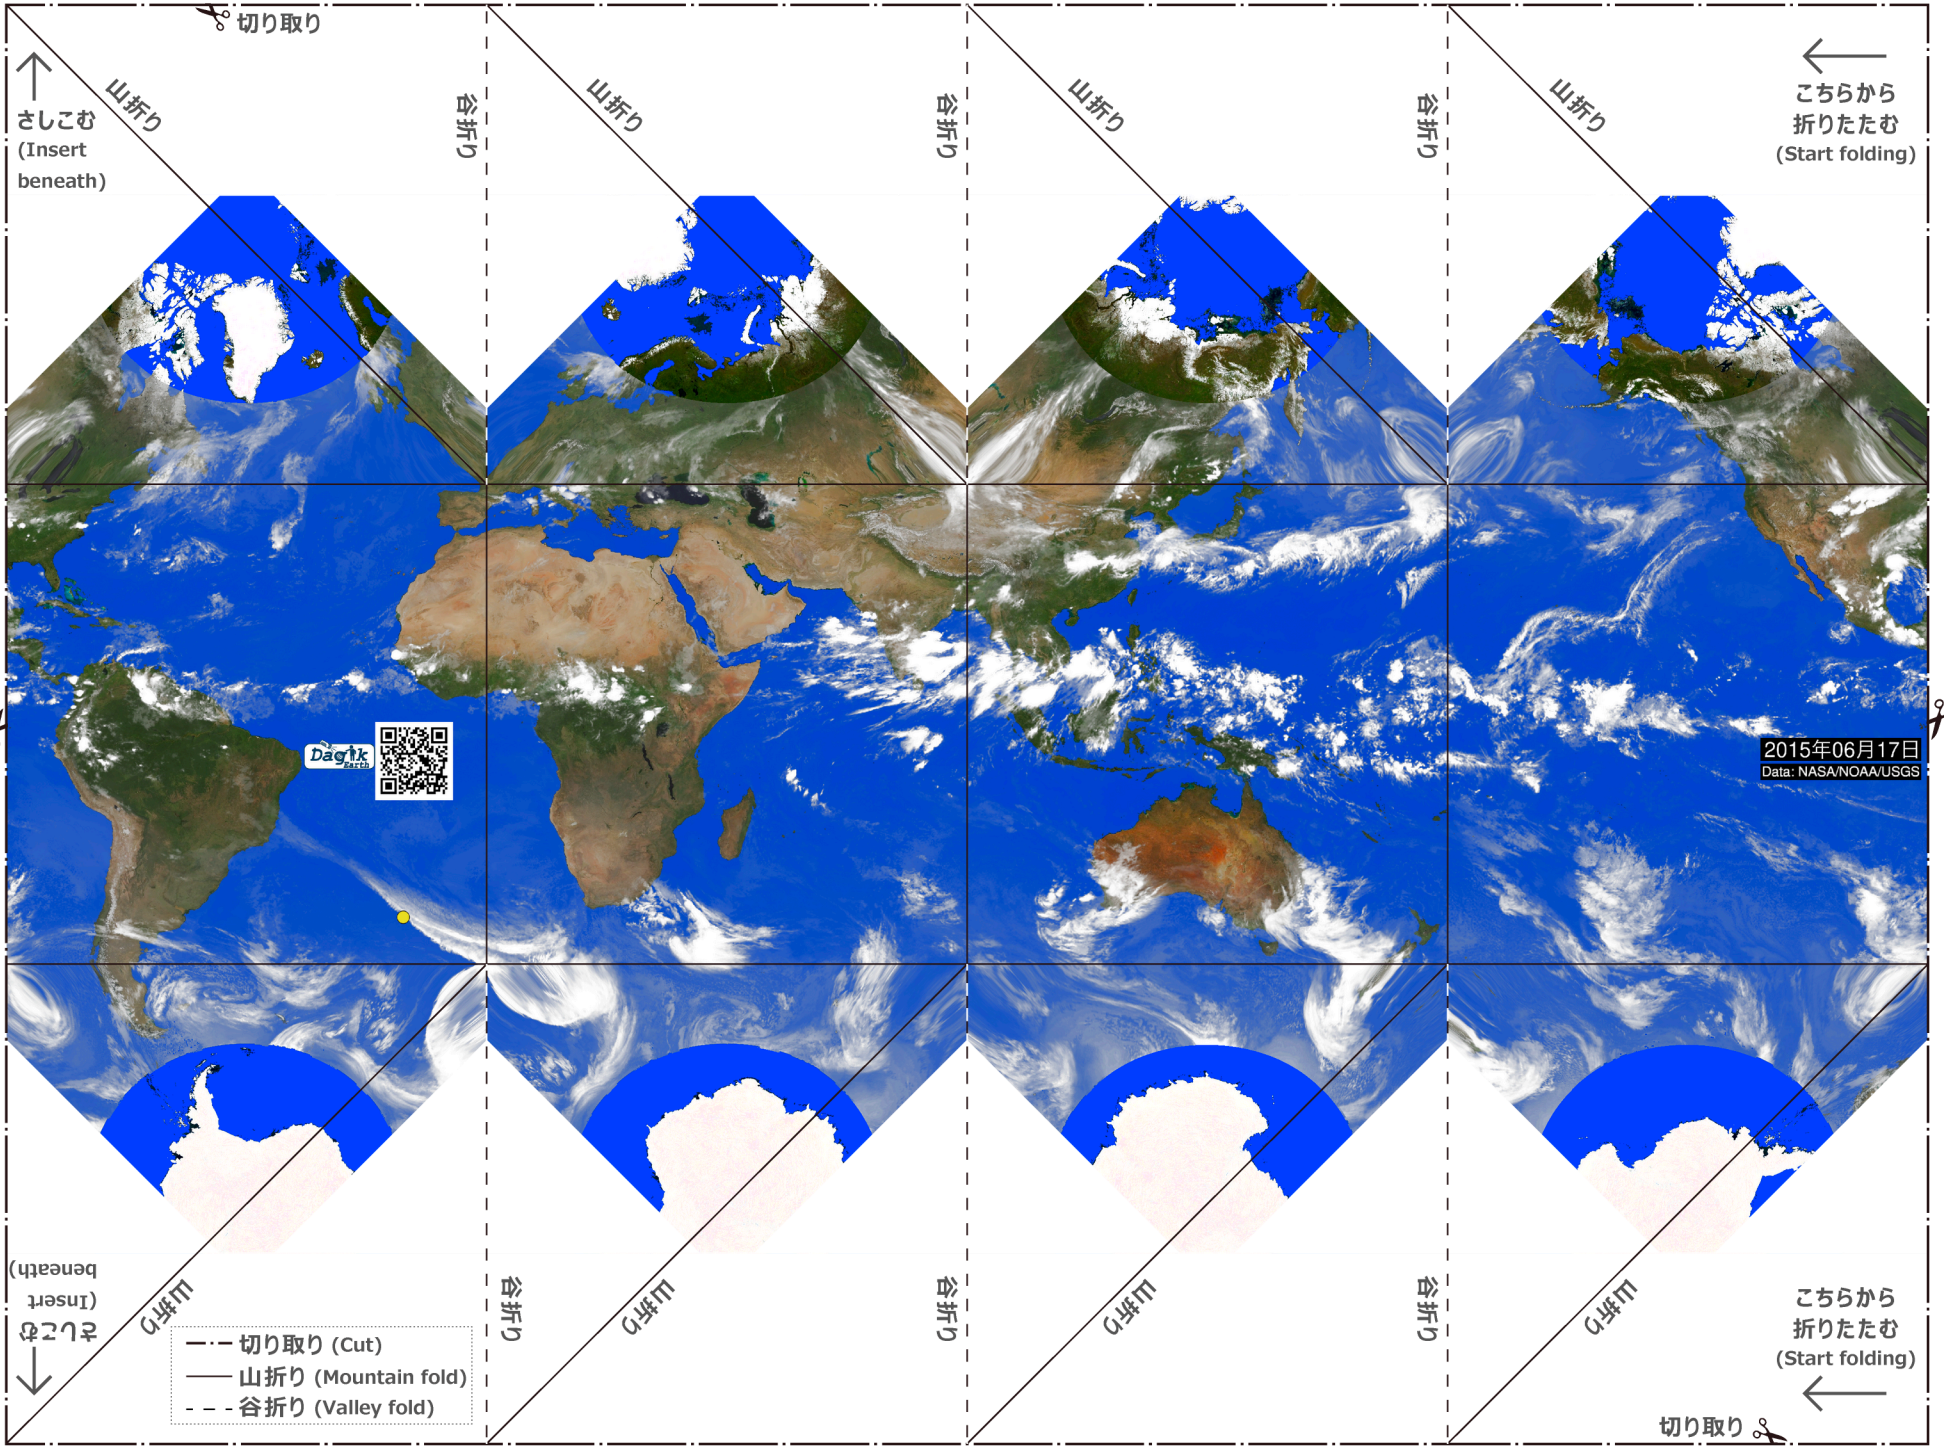 切り取り
さしこむ
(Insert
beneath)
山折り
谷折り
山折り
谷折り
山折り
谷折り
山折り
こちらから
折りたたむ
(Start folding)
Dagik
Earth
2015年06月17日
Data: NASA/NOAA/USGS
さしこむ
(Insert
beneath)
山折り
谷折り
山折り
谷折り
山折り
谷折り
山折り
こちらから
折りたたむ
(Start folding)
切り取り (Cut)
山折り (Mountain fold)
谷折り (Valley fold)
切り取り